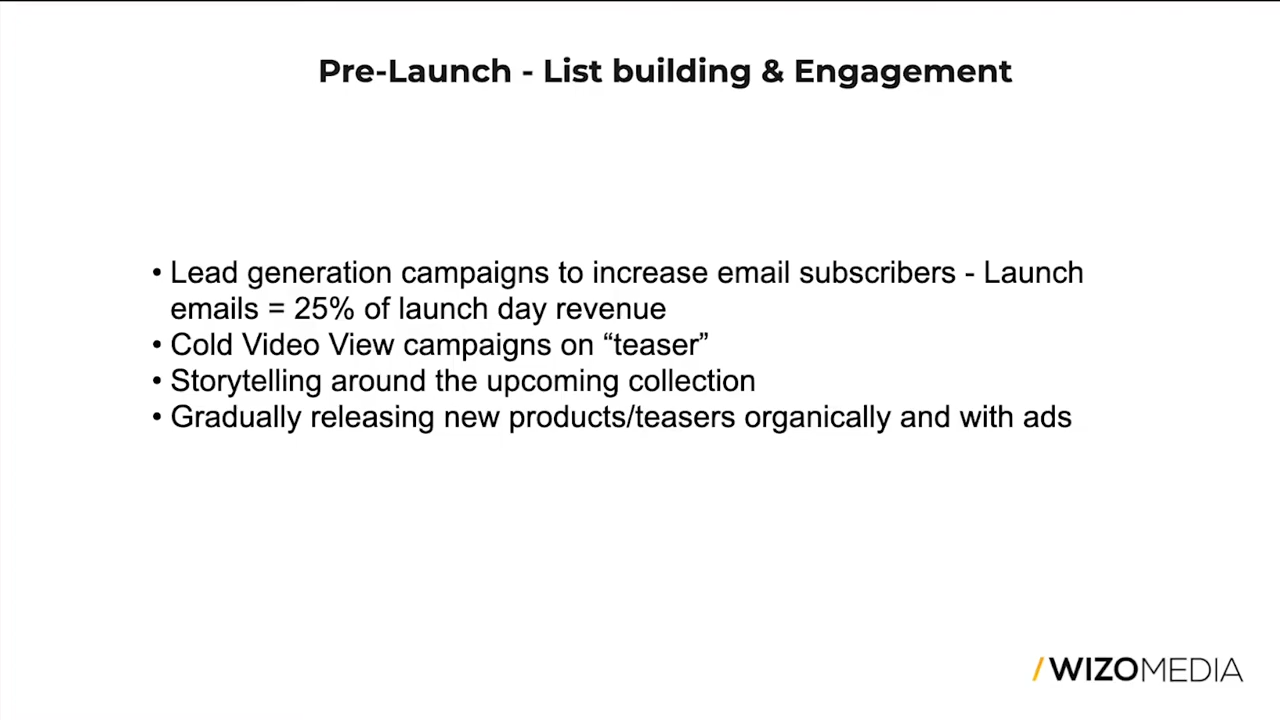 Pre-Launch - List building & Engagement
• Lead generation campaigns to increase email subscribers - Launch
emails = 25% of launch day revenue
• Cold Video View campaigns on “teaser”
• Storytelling around the upcoming collection
• Gradually releasing new products/teasers organically and with ads
/WIZOMEDIA